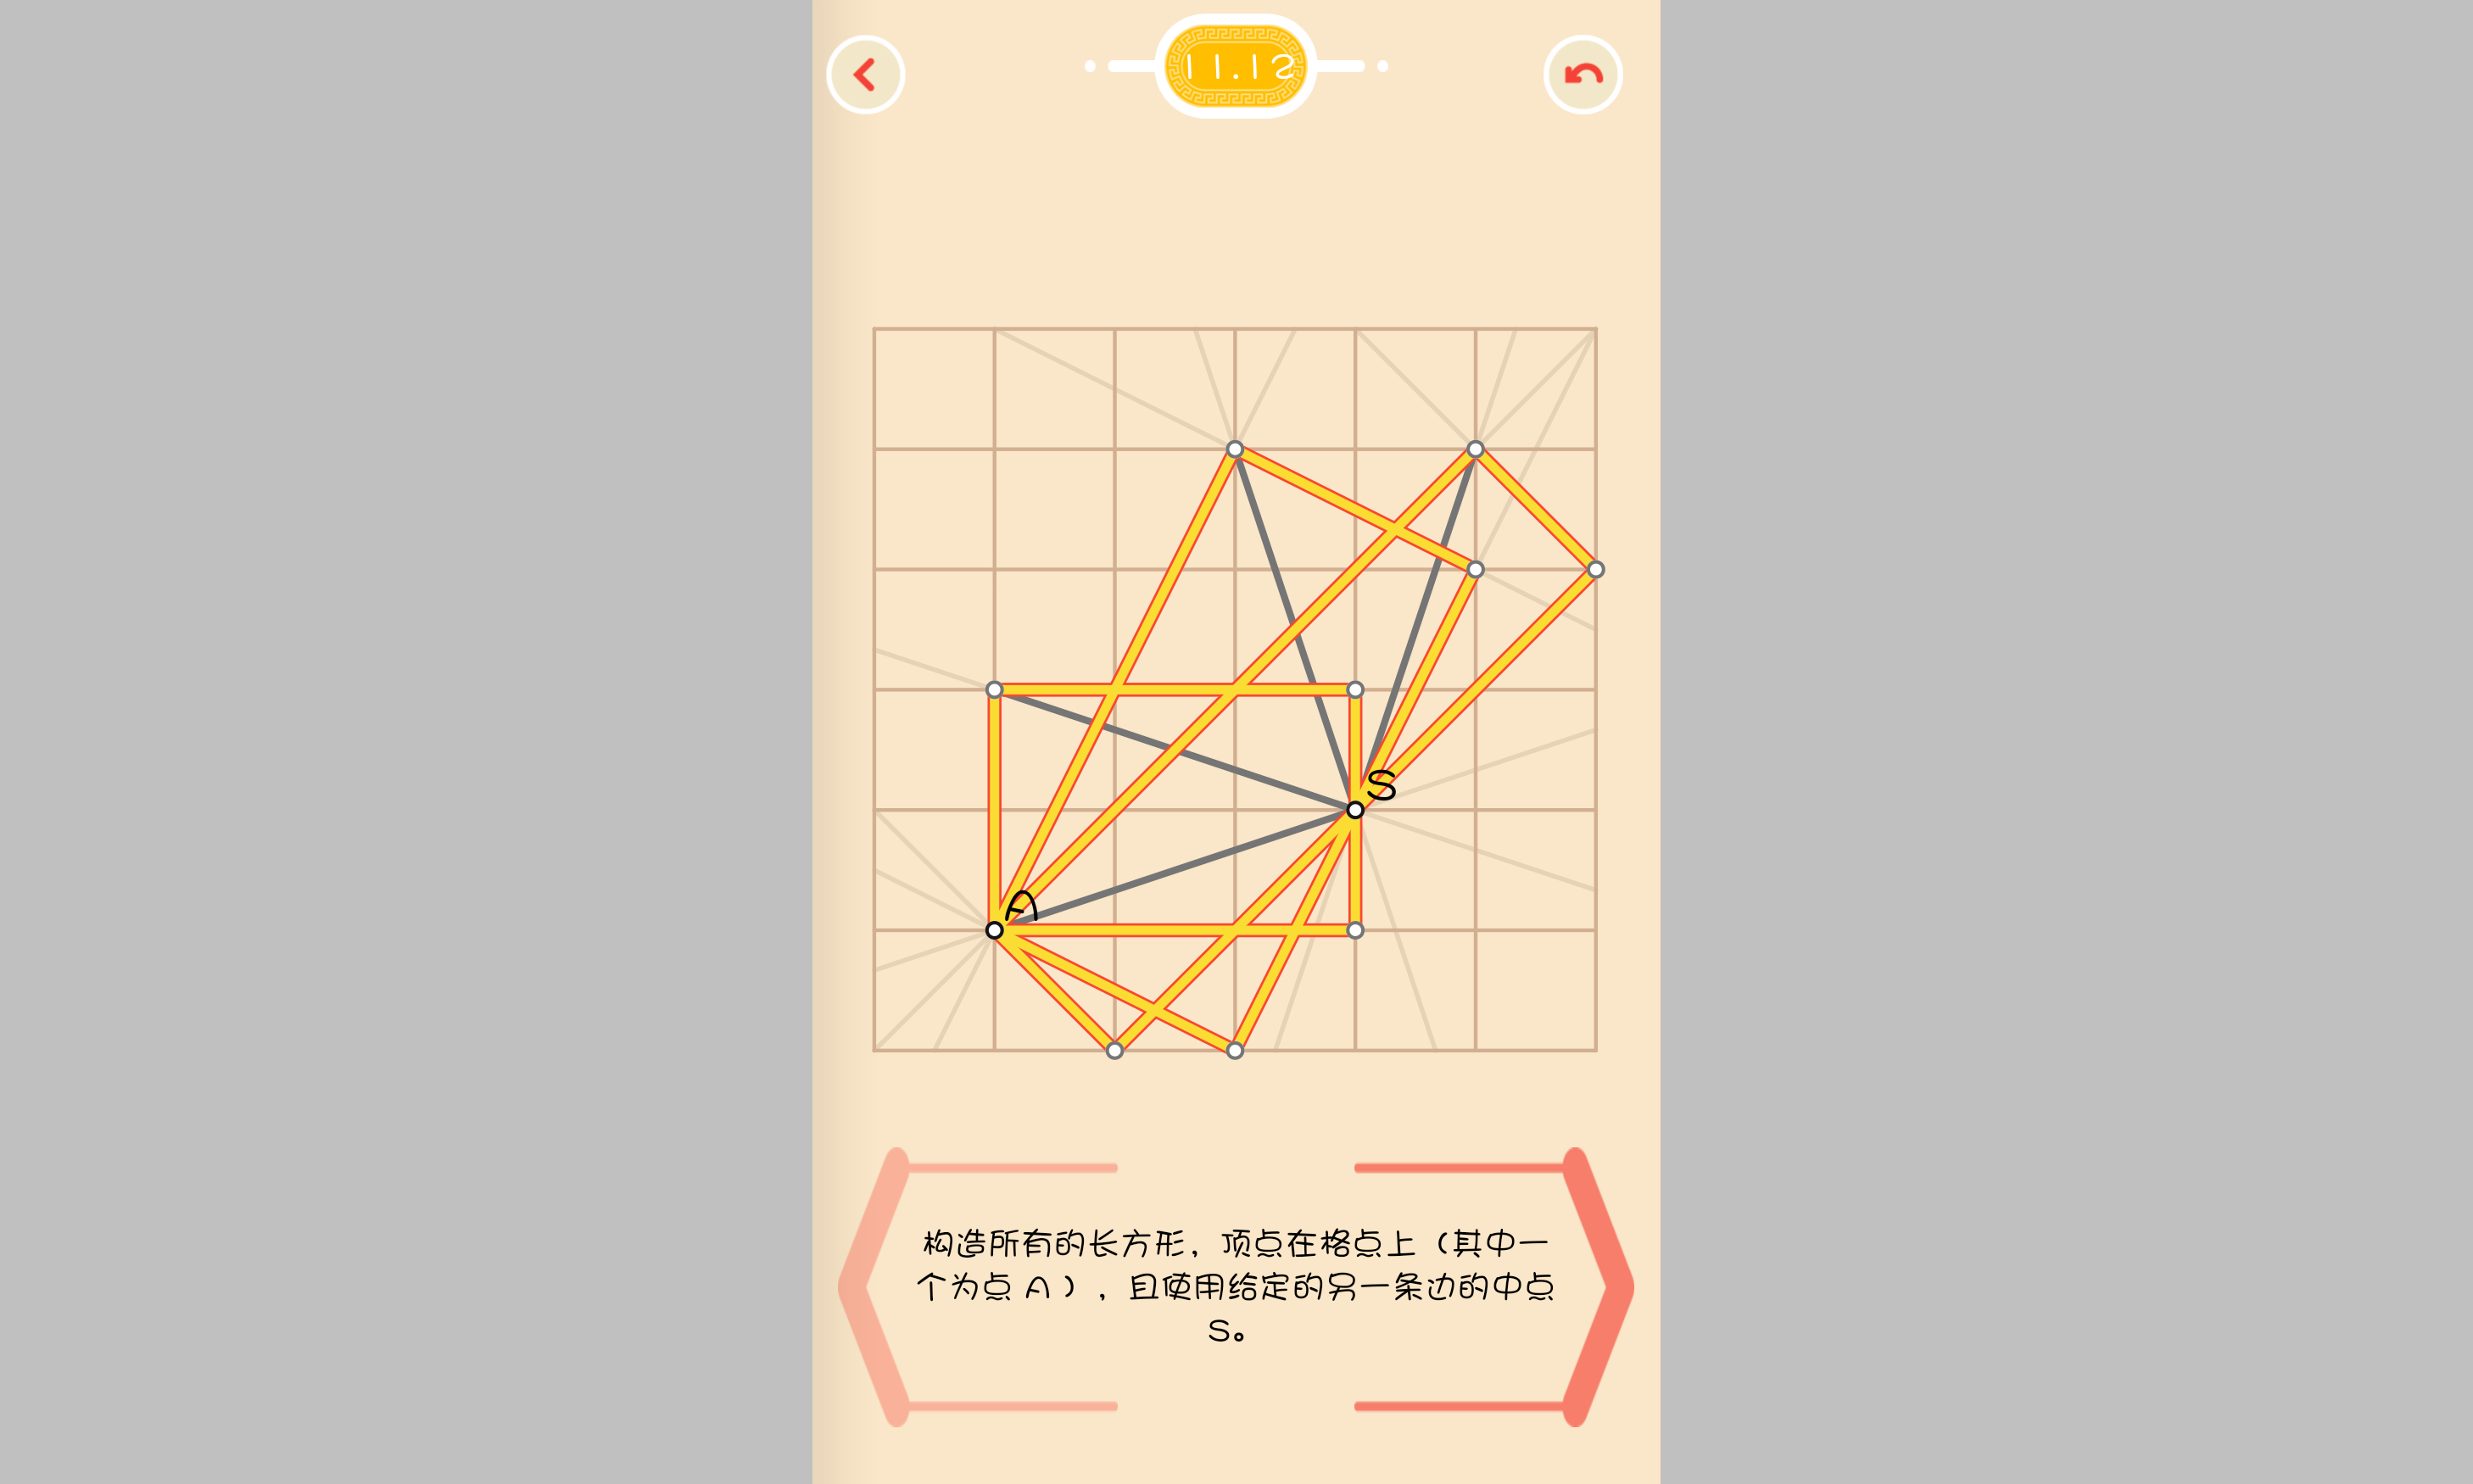 11.12
S
A
构造所有的长方形，顶点在格点上（其中一
个为点 A），且使用给定的另一条边的中点
S。